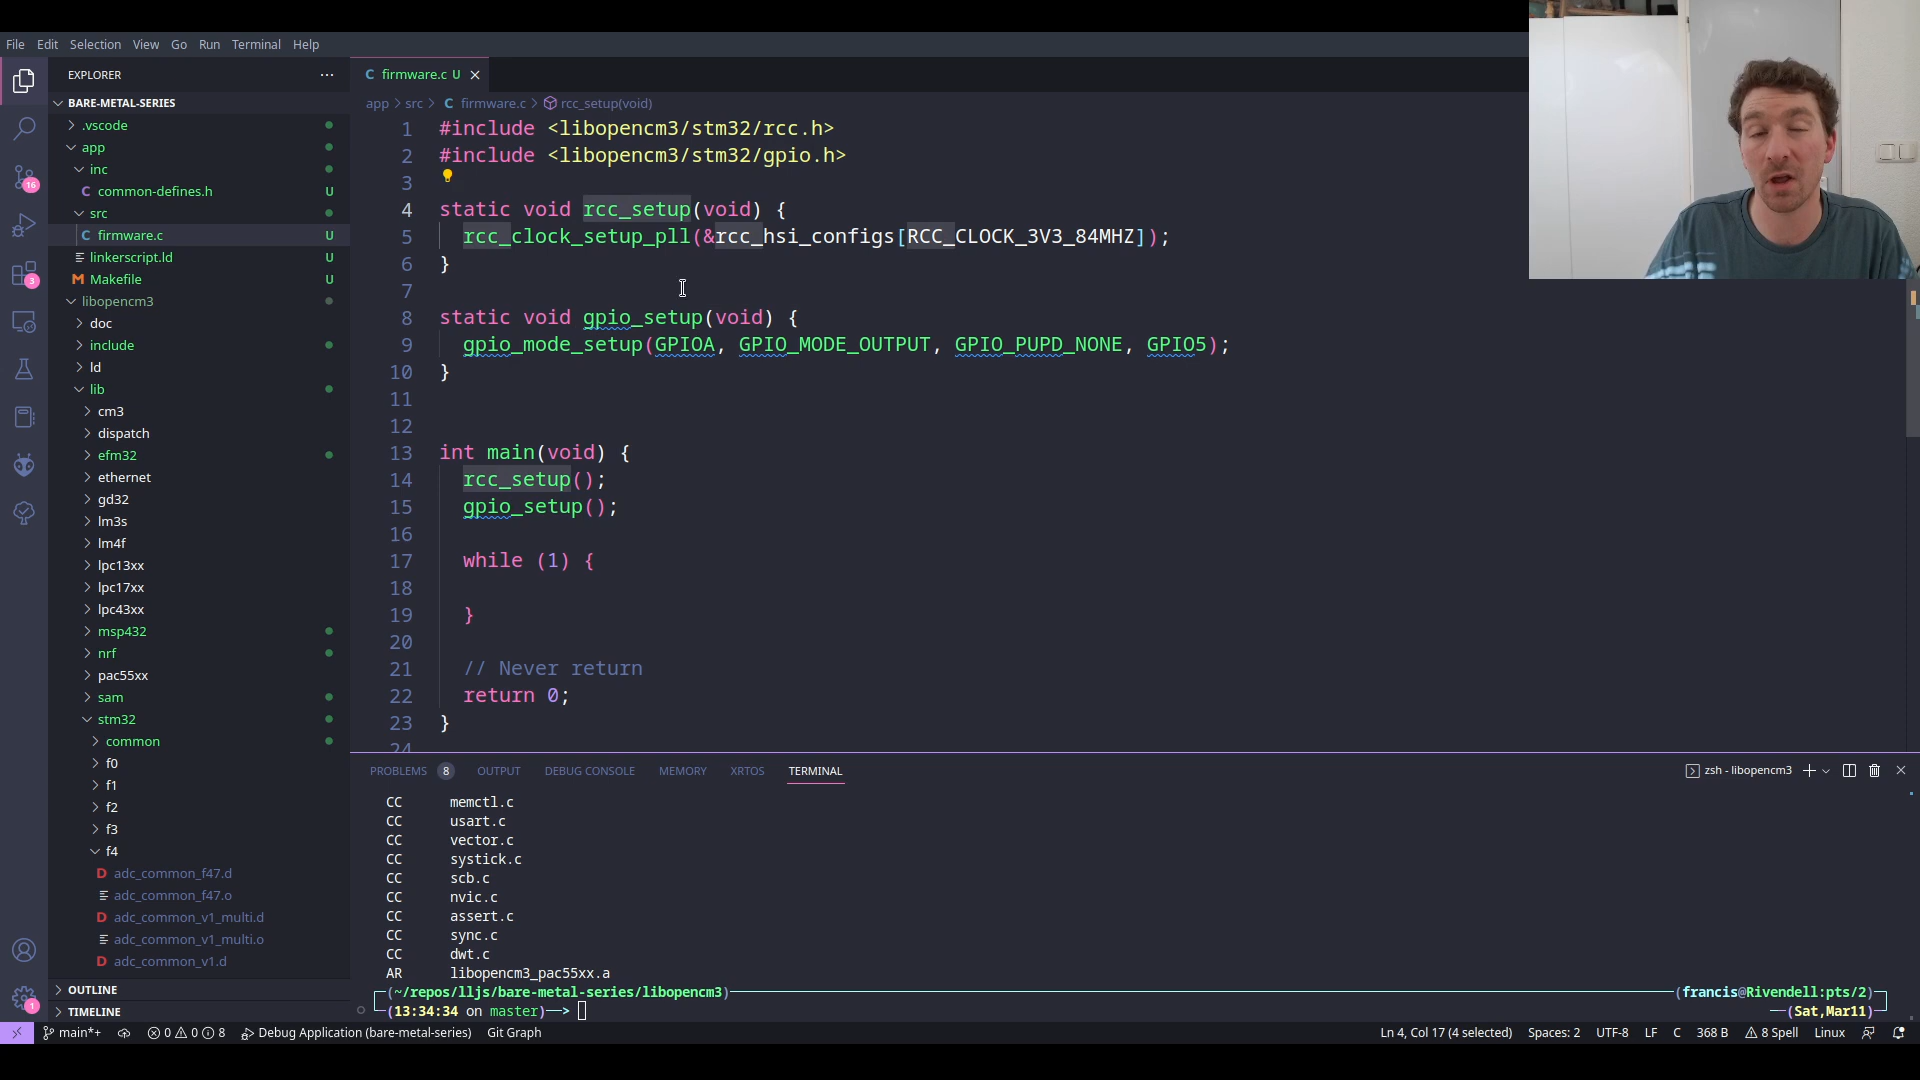 File Edit Selection View Go Run Terminal Help
EXPLORER
BARE-METAL-SERIES
.vscode
app
inc
C common-defines.h U
src
C firmware.c U
linkerscript.ld U
M Makefile U
libopencm3
doc
include
ld
lib
cm3
dispatch
efm32
ethernet
gd32
lm3s
lm4f
lpc13xx
lpc17xx
lpc43xx
msp432
nrf
pac55xx
sam
stm32
common
f0
f1
f2
f3
f4
D adc_common_f47.d
adc_common_f47.o
D adc_common_v1_multi.d
adc_common_v1_multi.o
D adc_common_v1.d
OUTLINE
TIMELINE
16
3
1
C firmware.c U
app > src > C firmware.c > rcc_setup(void)
1 #include <libopencm3/stm32/rcc.h>
2 #include <libopencm3/stm32/gpio.h>
3
4 static void rcc_setup(void) {
5 rcc_clock_setup_pll(&rcc_hsi_configs[RCC_CLOCK_3V3_84MHZ]);
6 }
7
8 static void gpio_setup(void) {
9 gpio_mode_setup(GPIOA, GPIO_MODE_OUTPUT, GPIO_PUPD_NONE, GPIO5);
10 }
11
12
13 int main(void) {
14 rcc_setup();
15 gpio_setup();
16
17 while (1) {
18
19 }
20
21 // Never return
22 return 0;
23 }
24
PROBLEMS 8 OUTPUT DEBUG CONSOLE MEMORY XRTOS TERMINAL
zsh - libopencm3
CC memctl.c
CC usart.c
CC vector.c
CC systick.c
CC scb.c
CC nvic.c
CC assert.c
CC sync.c
CC dwt.c
AR libopencm3_pac55xx.a
(~/repos/lljs/bare-metal-series/libopencm3) (francis@Rivendell:pts/2)
(13:34:34 on master)—> (Sat,Mar11)
main*+ 0 0 8 Debug Application (bare-metal-series) Git Graph Ln 4, Col 17 (4 selected) Spaces: 2 UTF-8 LF C 368 B 8 Spell Linux